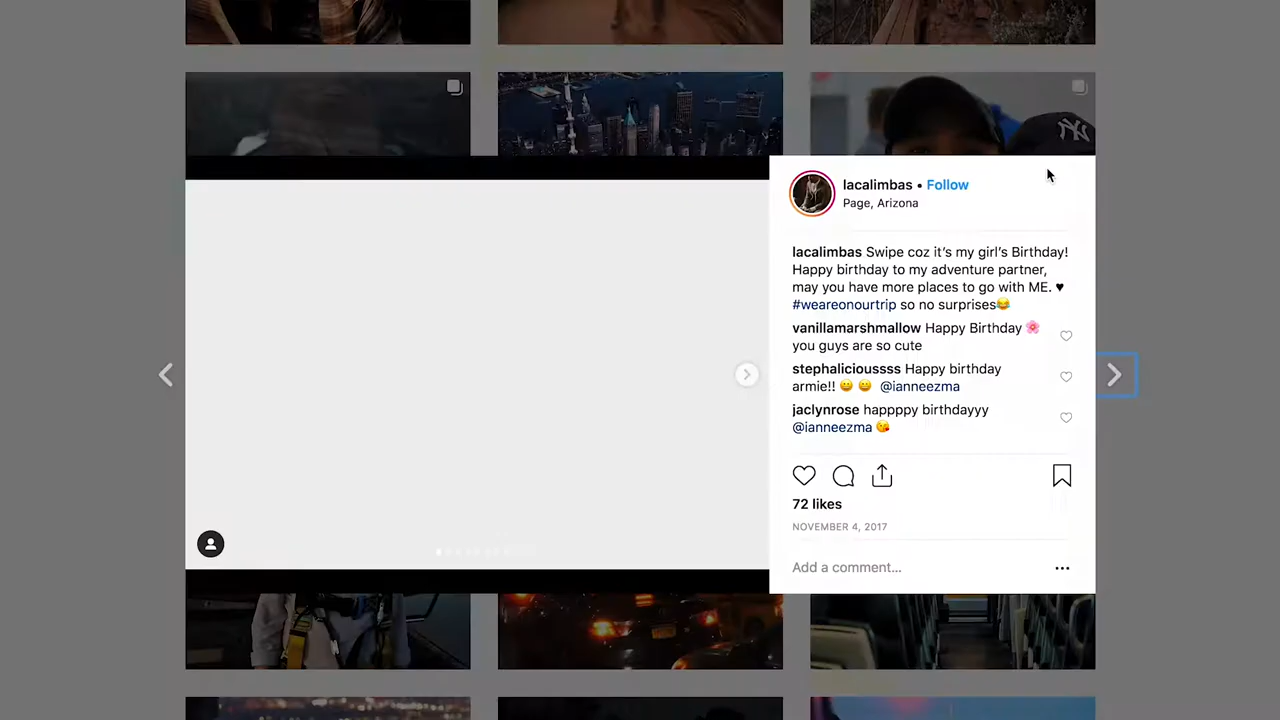 lacalimbas • Follow
Page, Arizona
lacalimbas Swipe coz it’s my girl’s Birthday!
Happy birthday to my adventure partner,
may you have more places to go with ME. ♥
#weareonourtrip so no surprises😂
vanillamarshmallow Happy Birthday 🌸
you guys are so cute
stephaliciousssss Happy birthday
armie!! 😀 😀 @ianneezma
jaclynrose happppy birthdayyy
@ianneezma 😘
72 likes
NOVEMBER 4, 2017
Add a comment...